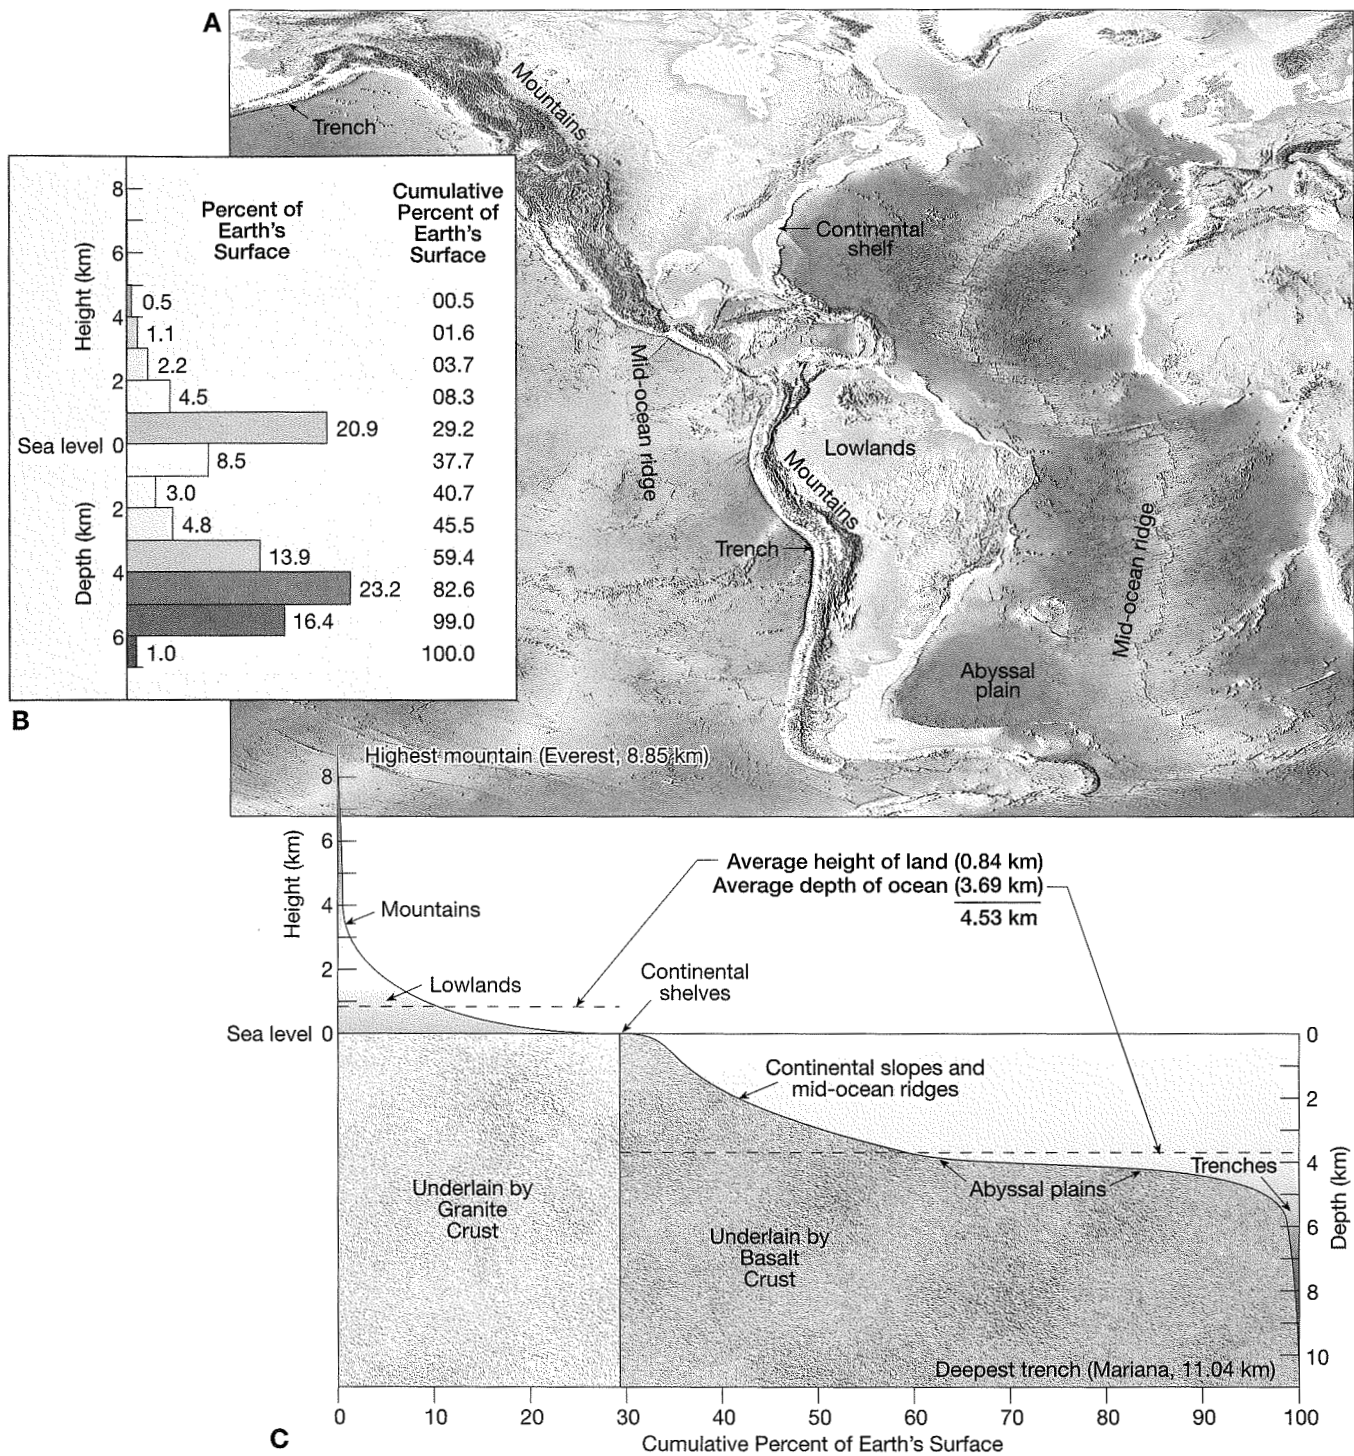 A
Mountains
Trench
Continental
shelf
Mid-ocean ridge
Lowlands
Mountains
Trench
Mid-ocean ridge
Abyssal
plain
Percent of
Earth's
Surface
Cumulative
Percent of
Earth's
Surface
Height (km)
8
6
4
2
Sea level 0
2
4
6
Depth (km)
0.5 00.5
1.1 01.6
2.2 03.7
4.5 08.3
20.9 29.2
8.5 37.7
3.0 40.7
4.8 45.5
13.9 59.4
23.2 82.6
16.4 99.0
1.0 100.0
B
Highest mountain (Everest, 8.85 km)
8
6
4
2
Sea level 0
Height (km)
Mountains
Lowlands
Average height of land (0.84 km)
Average depth of ocean (3.69 km)
4.53 km
Continental
shelves
Continental slopes and
mid-ocean ridges
Abyssal plains
Trenches
Underlain by
Granite
Crust
Underlain by
Basalt
Crust
Deepest trench (Mariana, 11.04 km)
0
2
4
6
8
10
Depth (km)
0 10 20 30 40 50 60 70 80 90 100
Cumulative Percent of Earth's Surface
C